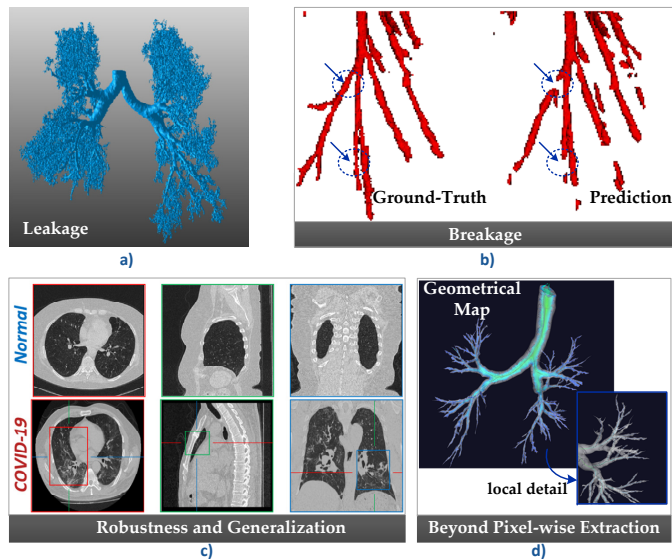 Leakage
a)
Ground-Truth
Prediction
Breakage
b)
Normal
COVID-19
Robustness and Generalization
c)
Geometrical
Map
local detail
Beyond Pixel-wise Extraction
d)